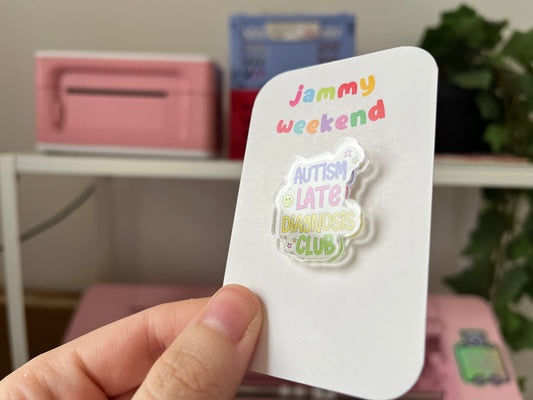 jammy
weekend
AUTISM
LATE
DIAGNOSIS
CLUB